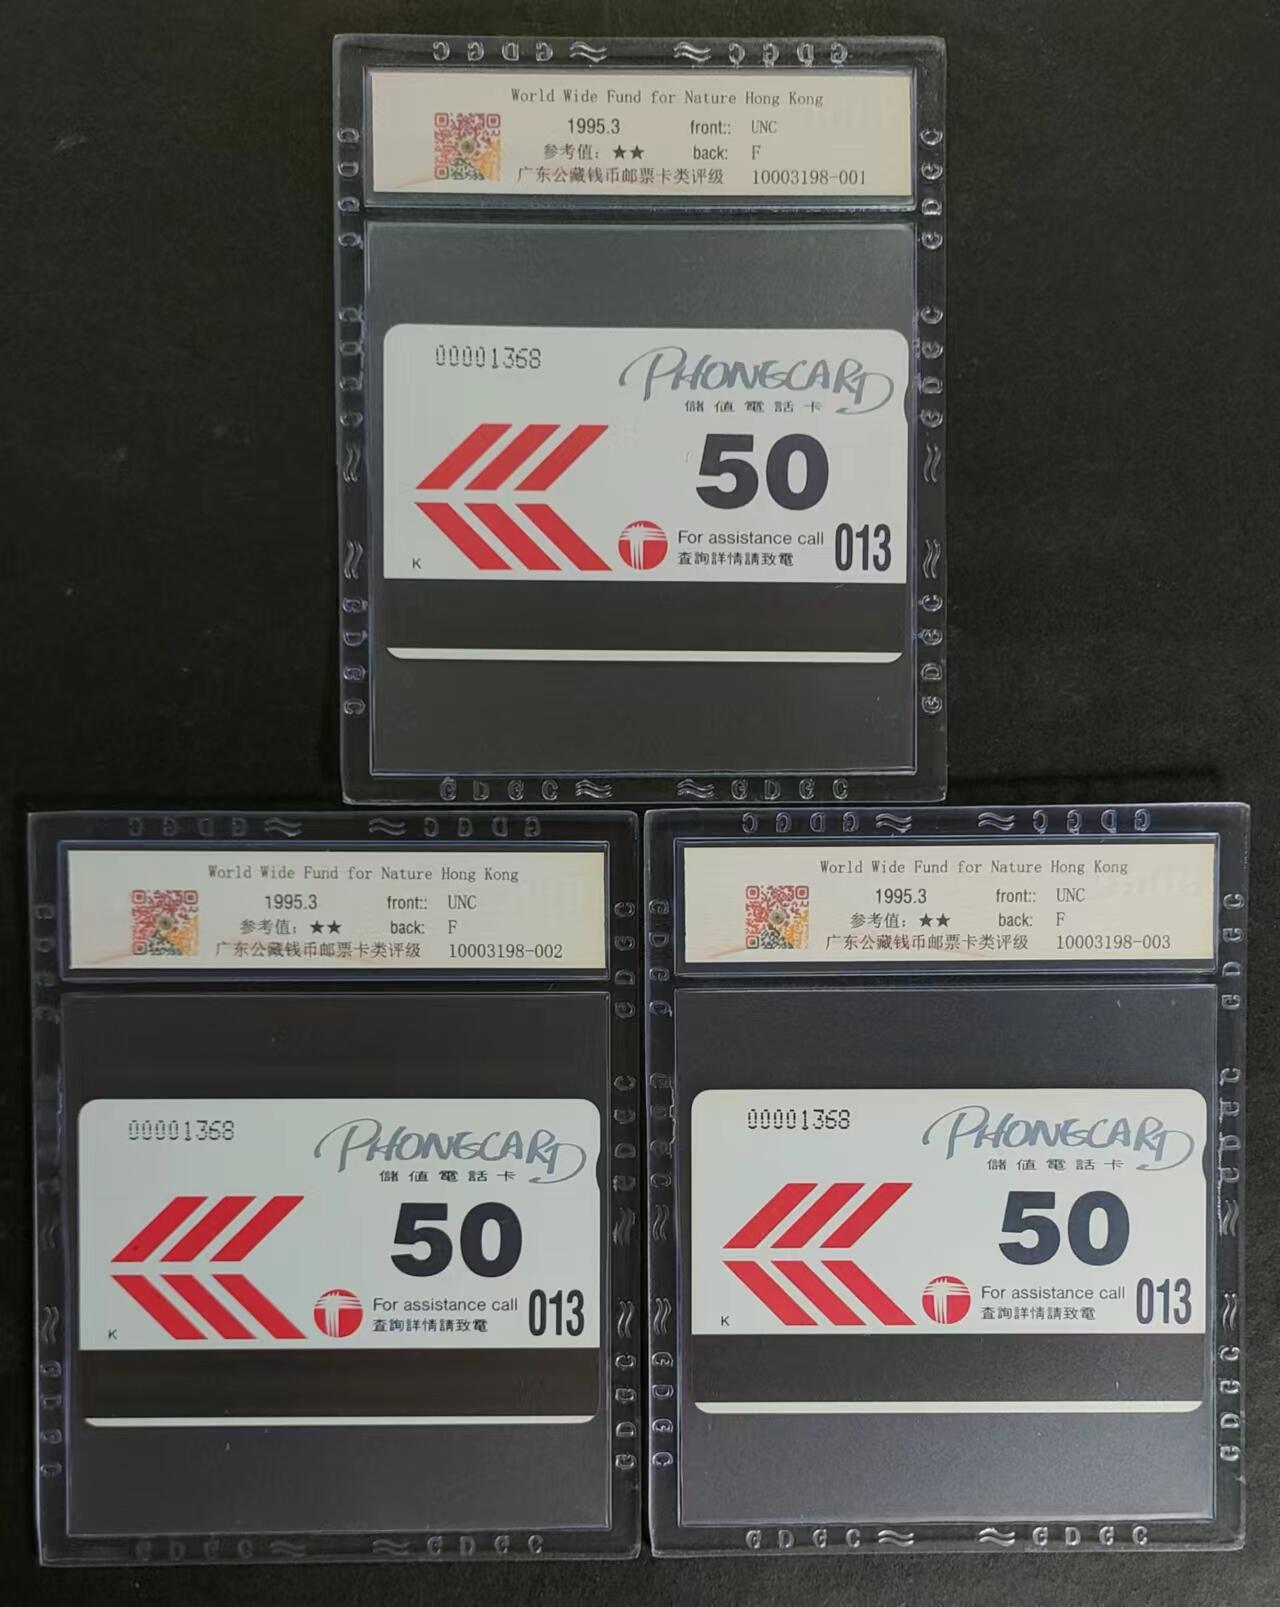 G D G C ≈ ≈ G D G C
World Wide Fund for Nature Hong Kong
1995.3 front:: UNC
参考值: ★★ back: F
广东公藏钱币邮票卡类评级 10003198-001
00001368
PHONECARD
儲值電話卡
50
For assistance call 013
查詢詳情請致電
K
G D G C ≈ ≈ G D G C
World Wide Fund for Nature Hong Kong
1995.3 front:: UNC
参考值: ★★ back: F
广东公藏钱币邮票卡类评级 10003198-002
00001368
PHONECARD
儲值電話卡
50
For assistance call 013
查詢詳情請致電
K
G D G C ≈ ≈ G D G C
World Wide Fund for Nature Hong Kong
1995.3 front:: UNC
参考值: ★★ back: F
广东公藏钱币邮票卡类评级 10003198-003
00001368
PHONECARD
儲值電話卡
50
For assistance call 013
查詢詳情請致電
K
G D G C ≈ ≈ G D G C